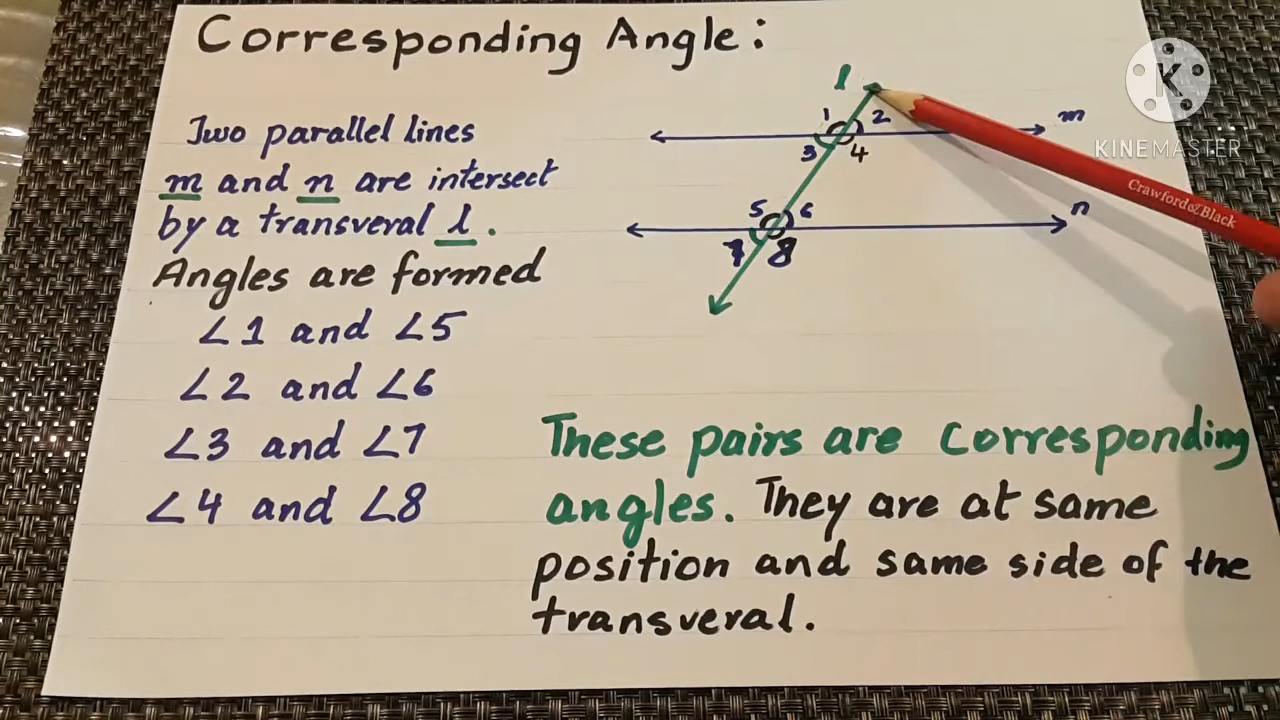 Corresponding Angle:
Two parallel lines
m and n are intersect
by a transveral l.
Angles are formed
∠1 and ∠5
∠2 and ∠6
∠3 and ∠7
∠4 and ∠8
l
1 2 m
3 4
5 6 n
7 8
These pairs are corresponding
angles. They are at same
position and same side of the
transveral.
K
KINEMASTER
Crawford&Black